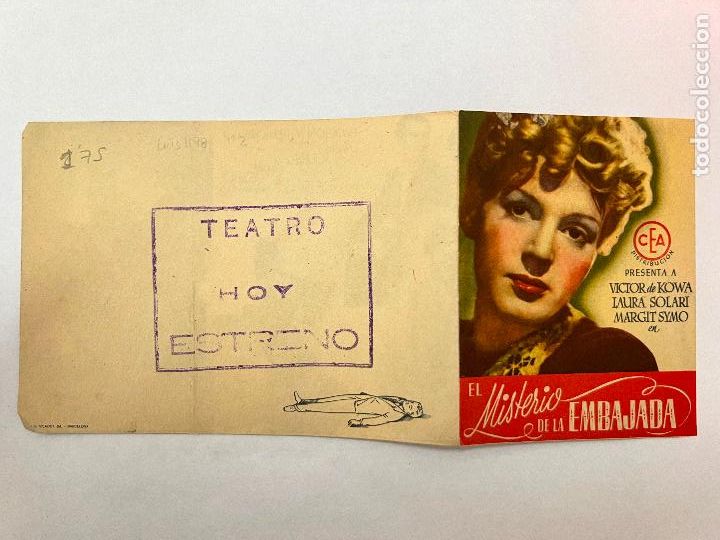 1'75
TEATRO
HOY
ESTRENO
CEA
DISTRIBUCIÓN
PRESENTA A
VICTOR de KOWA
LAURA SOLARI
MARGIT SYMO
en
EL Misterio
DE LA EMBAJADA
todocoleccion